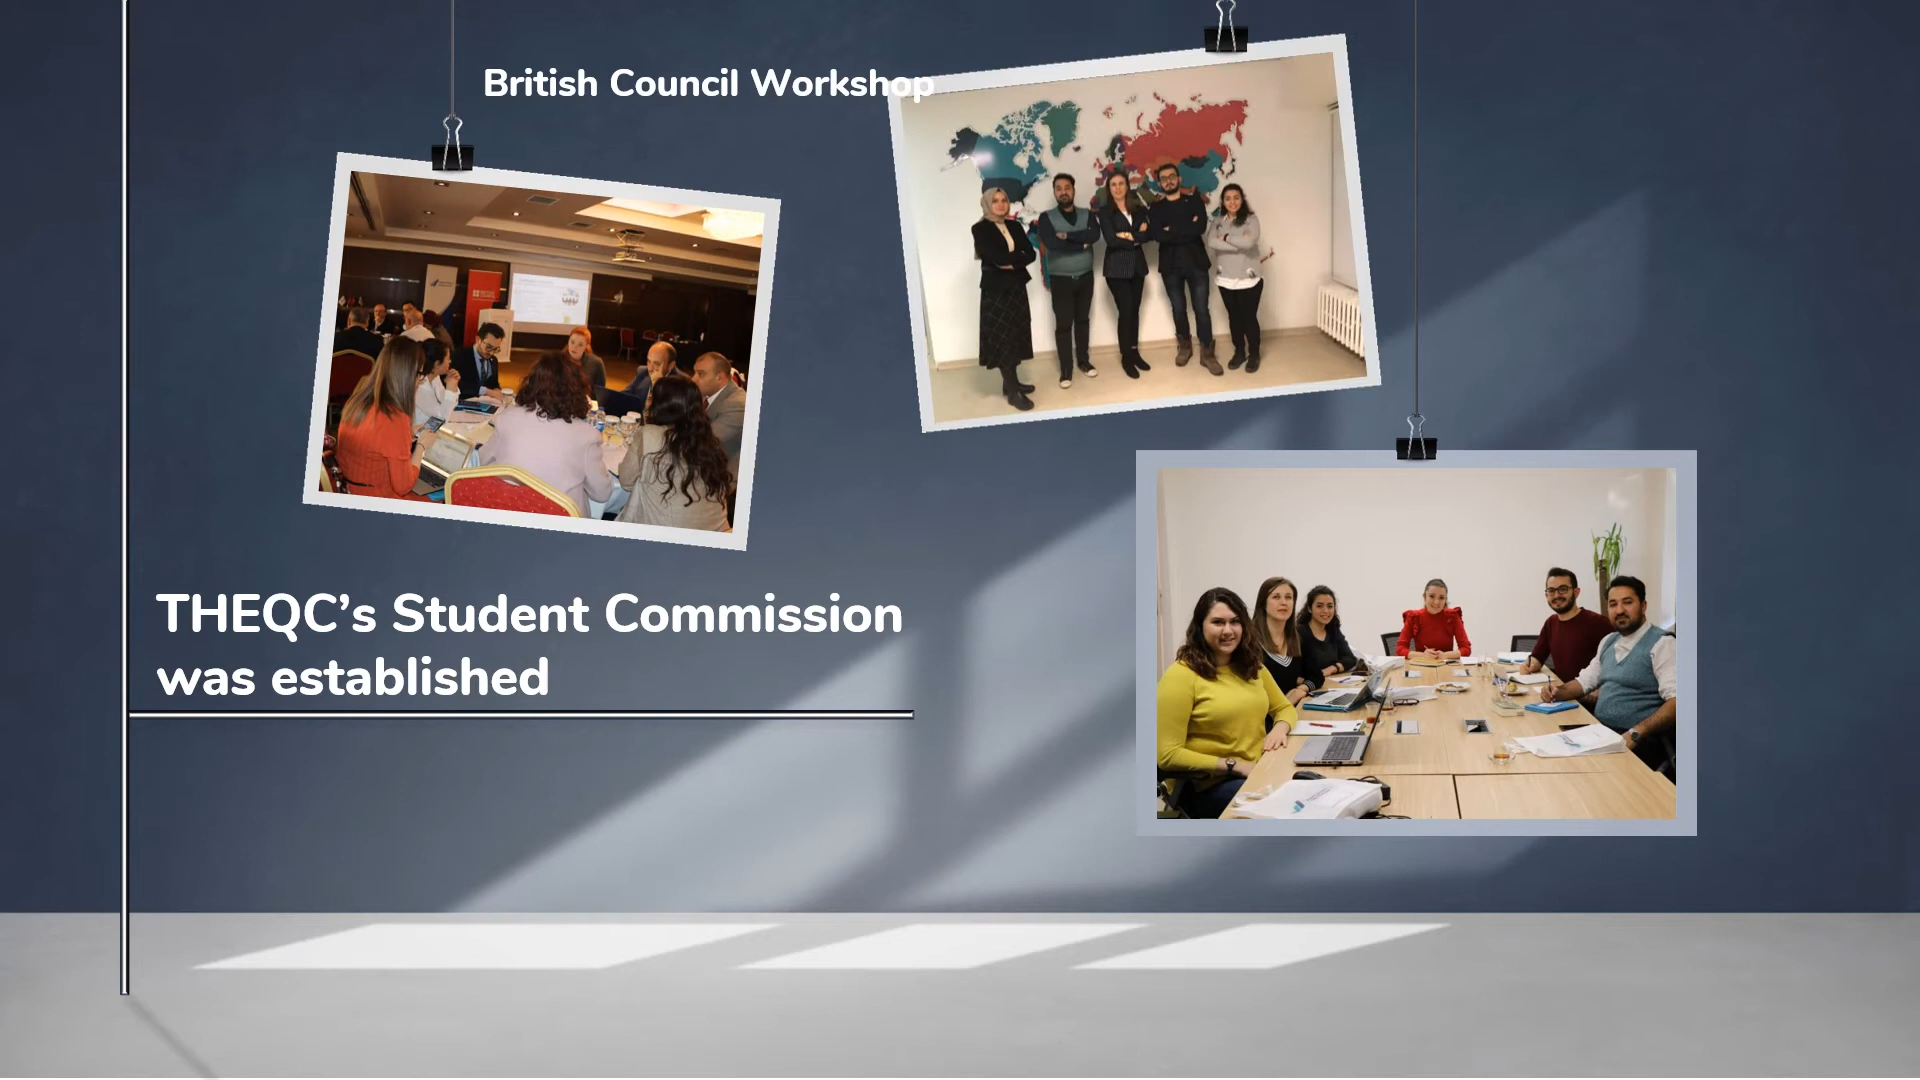 British Council Workshop
THEQC’s Student Commission
was established